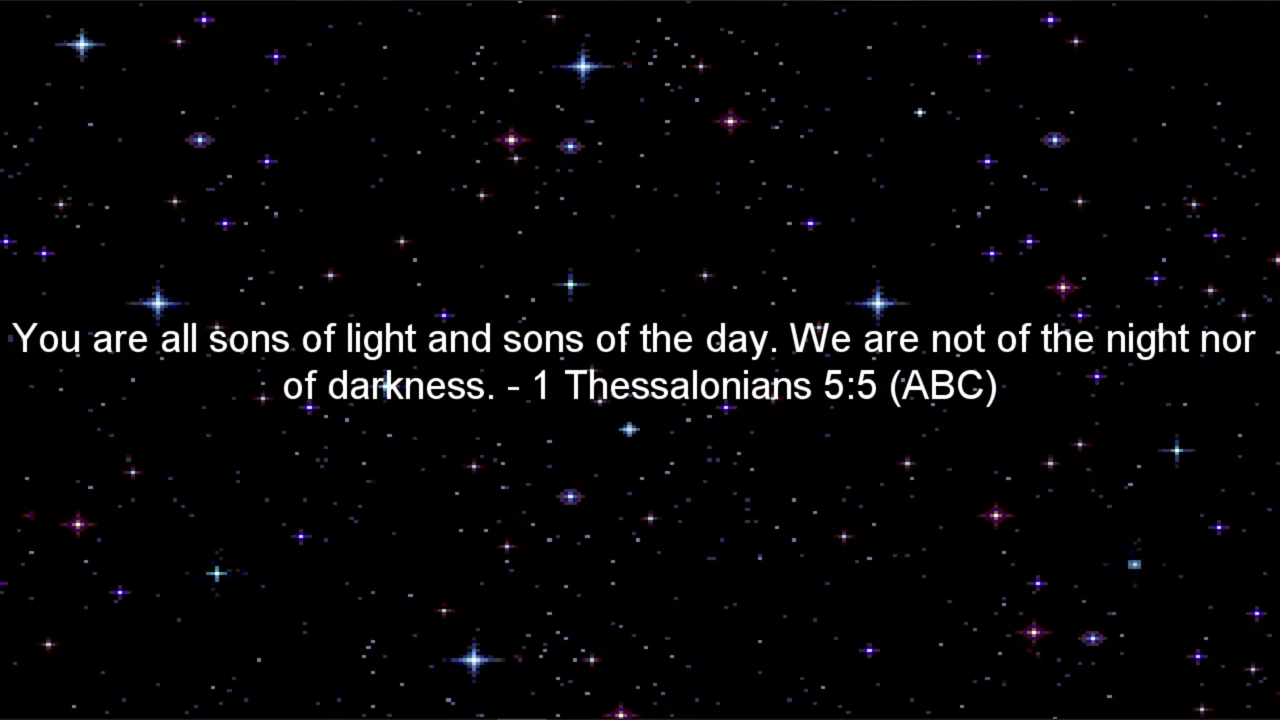 You are all sons of light and sons of the day. We are not of the night nor
of darkness. - 1 Thessalonians 5:5 (ABC)